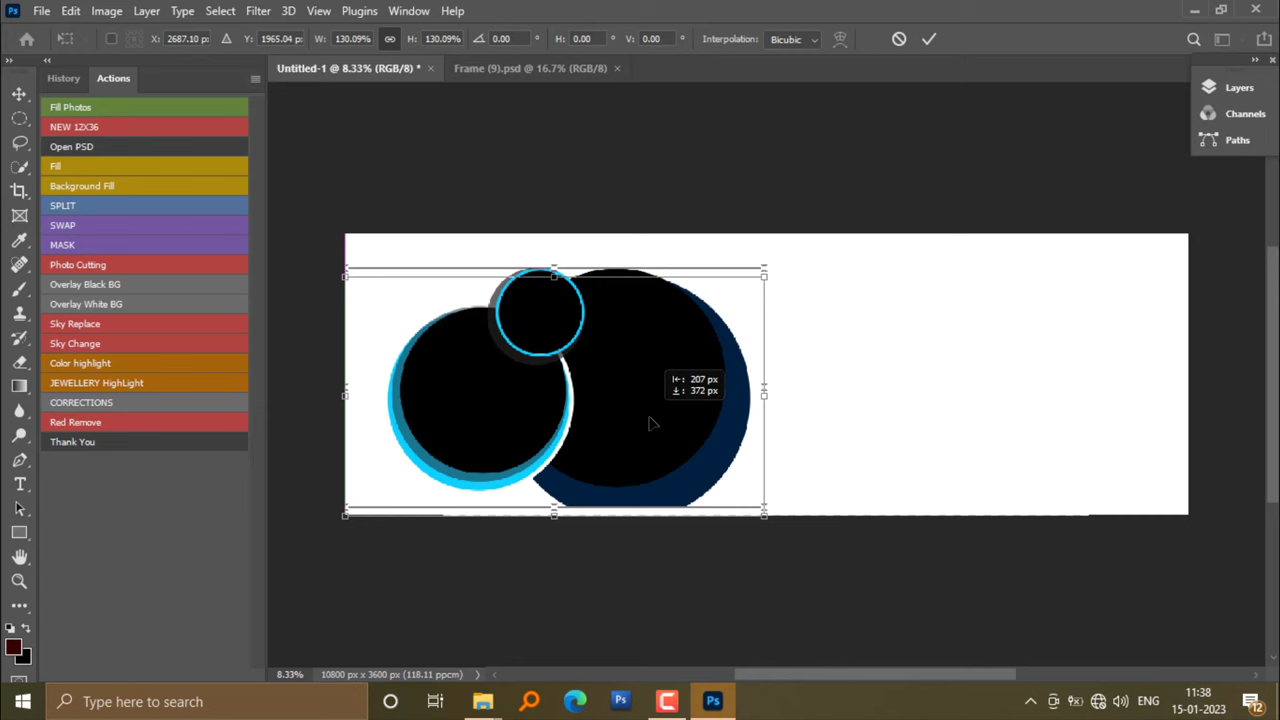 Ps File Edit Image Layer Type Select Filter 3D View Plugins Window Help
X: 2687.10 px Y: 1965.04 px W: 130.09% H: 130.09% 0.00 ° H: 0.00 ° V: 0.00 ° Interpolation: Bicubic
History Actions
Untitled-1 @ 8.33% (RGB/8) * × Frame (9).psd @ 16.7% (RGB/8) ×
Layers
Channels
Paths
Fill Photos
NEW 12X36
Open PSD
Fill
Background Fill
SPLIT
SWAP
MASK
Photo Cutting
Overlay Black BG
Overlay White BG
Sky Replace
Sky Change
Color highlight
JEWELLERY HighLight
CORRECTIONS
Red Remove
Thank You
207 px
372 px
8.33% 10800 px x 3600 px (118.11 ppcm)
Type here to search
Ps
Ps
ENG
11:38
15-01-2023
12